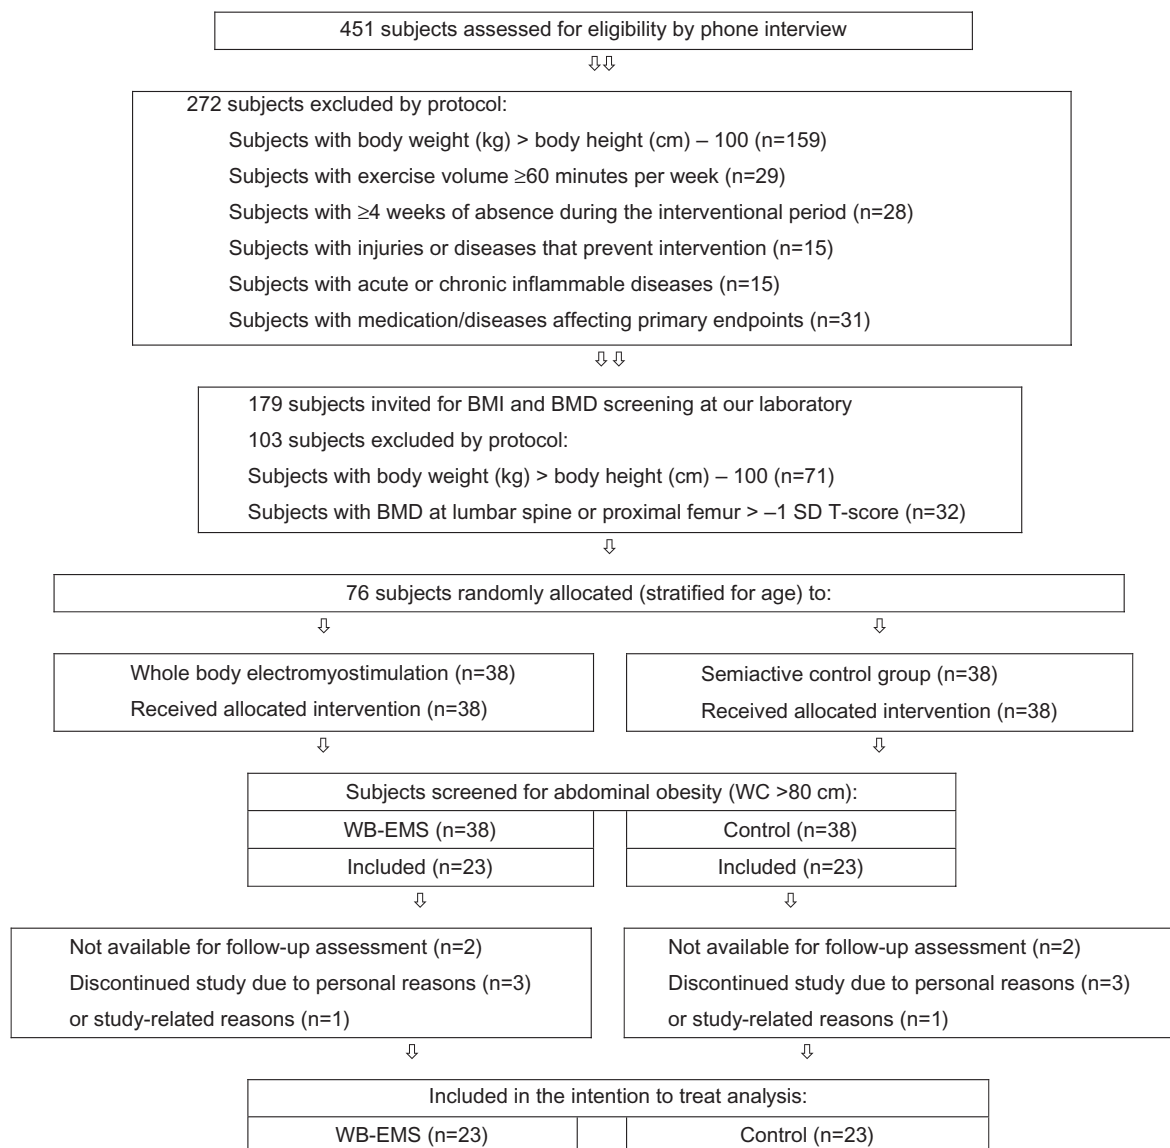 451 subjects assessed for eligibility by phone interview
⇩⇩
272 subjects excluded by protocol:
Subjects with body weight (kg) > body height (cm) – 100 (n=159)
Subjects with exercise volume ≥60 minutes per week (n=29)
Subjects with ≥4 weeks of absence during the interventional period (n=28)
Subjects with injuries or diseases that prevent intervention (n=15)
Subjects with acute or chronic inflammable diseases (n=15)
Subjects with medication/diseases affecting primary endpoints (n=31)
⇩⇩
179 subjects invited for BMI and BMD screening at our laboratory
103 subjects excluded by protocol:
Subjects with body weight (kg) > body height (cm) – 100 (n=71)
Subjects with BMD at lumbar spine or proximal femur > –1 SD T-score (n=32)
⇩
76 subjects randomly allocated (stratified for age) to:
⇩ ⇩
Whole body electromyostimulation (n=38)
Received allocated intervention (n=38)
Semiactive control group (n=38)
Received allocated intervention (n=38)
⇩ ⇩
Subjects screened for abdominal obesity (WC >80 cm):
WB-EMS (n=38) Control (n=38)
Included (n=23) Included (n=23)
⇩ ⇩
Not available for follow-up assessment (n=2)
Discontinued study due to personal reasons (n=3)
or study-related reasons (n=1)
Not available for follow-up assessment (n=2)
Discontinued study due to personal reasons (n=3)
or study-related reasons (n=1)
⇩ ⇩
Included in the intention to treat analysis:
WB-EMS (n=23) Control (n=23)